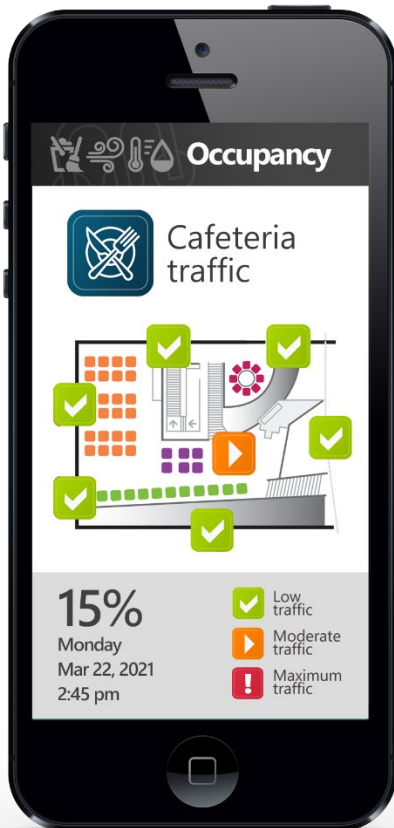 Occupancy
Cafeteria
traffic
15%
Monday
Mar 22, 2021
2:45 pm
Low
traffic
Moderate
traffic
Maximum
traffic